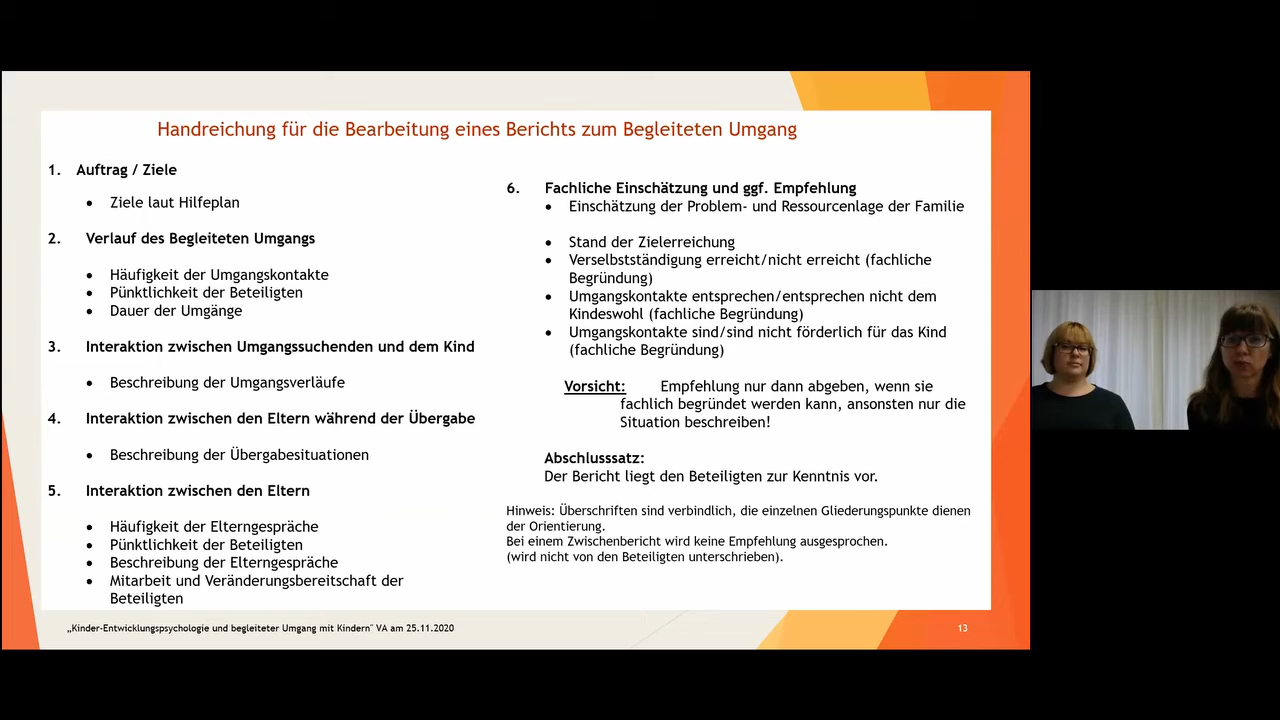 Handreichung für die Bearbeitung eines Berichts zum Begleiteten Umgang
1. Auftrag / Ziele
• Ziele laut Hilfeplan
2. Verlauf des Begleiteten Umgangs
• Häufigkeit der Umgangskontakte
• Pünktlichkeit der Beteiligten
• Dauer der Umgänge
3. Interaktion zwischen Umgangssuchenden und dem Kind
• Beschreibung der Umgangsverläufe
4. Interaktion zwischen den Eltern während der Übergabe
• Beschreibung der Übergabesituationen
5. Interaktion zwischen den Eltern
• Häufigkeit der Elterngespräche
• Pünktlichkeit der Beteiligten
• Beschreibung der Elterngespräche
• Mitarbeit und Veränderungsbereitschaft der
Beteiligten
6. Fachliche Einschätzung und ggf. Empfehlung
• Einschätzung der Problem- und Ressourcenlage der Familie
• Stand der Zielerreichung
• Verselbstständigung erreicht/nicht erreicht (fachliche
Begründung)
• Umgangskontakte entsprechen/entsprechen nicht dem
Kindeswohl (fachliche Begründung)
• Umgangskontakte sind/sind nicht förderlich für das Kind
(fachliche Begründung)
Vorsicht: Empfehlung nur dann abgeben, wenn sie
fachlich begründet werden kann, ansonsten nur die
Situation beschreiben!
Abschlusssatz:
Der Bericht liegt den Beteiligten zur Kenntnis vor.
Hinweis: Überschriften sind verbindlich, die einzelnen Gliederungspunkte dienen
der Orientierung.
Bei einem Zwischenbericht wird keine Empfehlung ausgesprochen.
(wird nicht von den Beteiligten unterschrieben).
„Kinder-Entwicklungspsychologie und begleiteter Umgang mit Kindern" VA am 25.11.2020
13